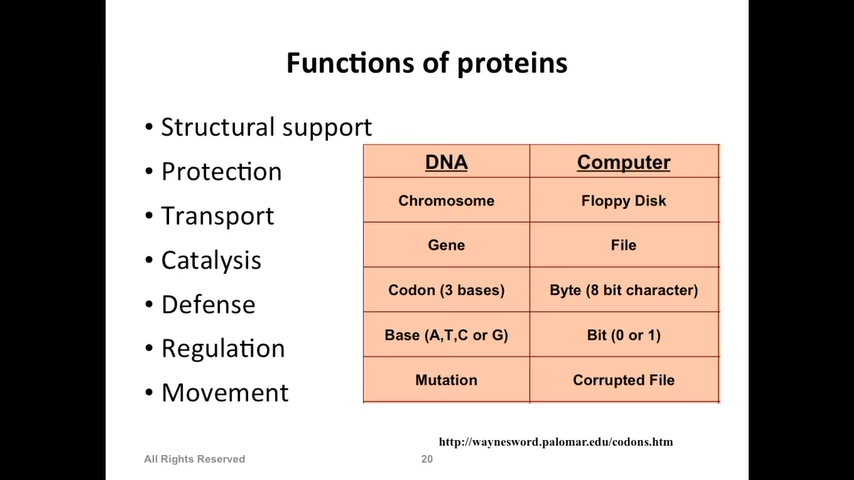 Functions of proteins
• Structural support
• Protection
• Transport
• Catalysis
• Defense
• Regulation
• Movement
DNA Computer
Chromosome Floppy Disk
Gene File
Codon (3 bases) Byte (8 bit character)
Base (A,T,C or G) Bit (0 or 1)
Mutation Corrupted File
http://waynesword.palomar.edu/codons.htm
All Rights Reserved 20